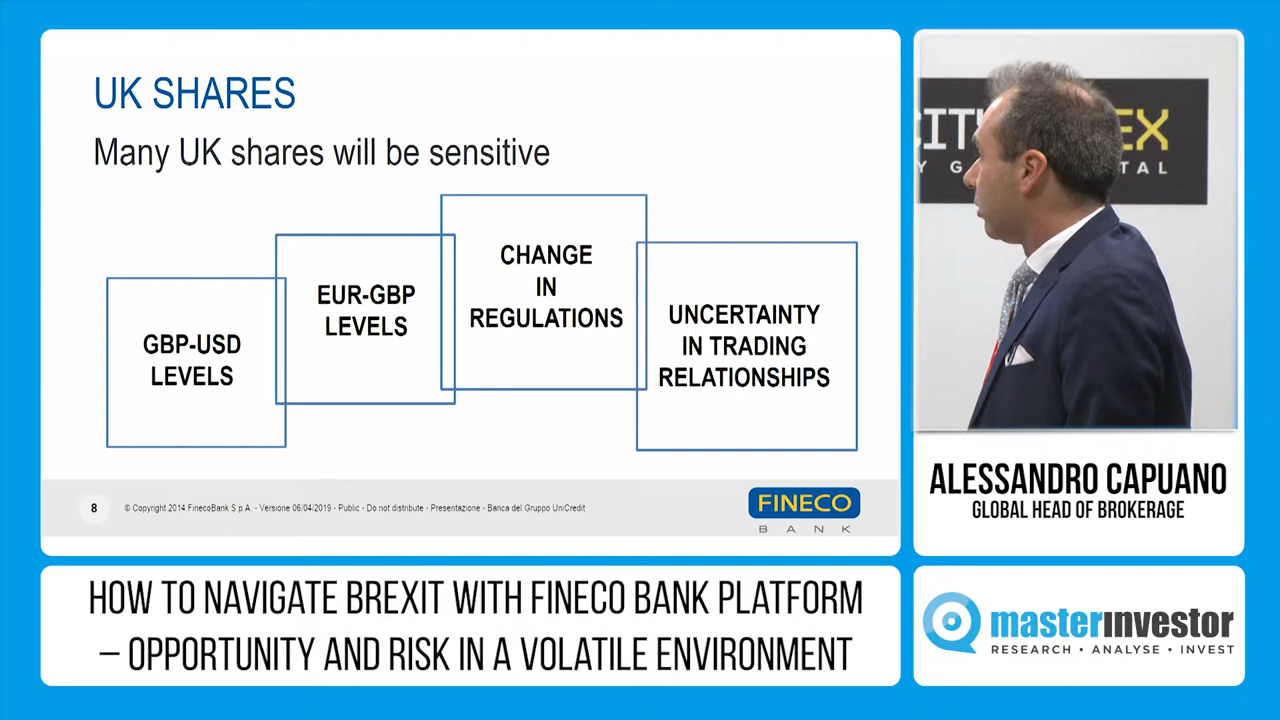 UK SHARES
Many UK shares will be sensitive
GBP-USD
LEVELS
EUR-GBP
LEVELS
CHANGE
IN
REGULATIONS
UNCERTAINTY
IN TRADING
RELATIONSHIPS
8
© Copyright 2014 FinecoBank S.p.A. - Versione 06/04/2019 - Public - Do not distribute - Presentazione - Banca del Gruppo UniCredit
FINECO
BANK
CITY
EX
Y G
TAL
ALESSANDRO CAPUANO
GLOBAL HEAD OF BROKERAGE
HOW TO NAVIGATE BREXIT WITH FINECO BANK PLATFORM
– OPPORTUNITY AND RISK IN A VOLATILE ENVIRONMENT
masterinvestor
RESEARCH • ANALYSE • INVEST